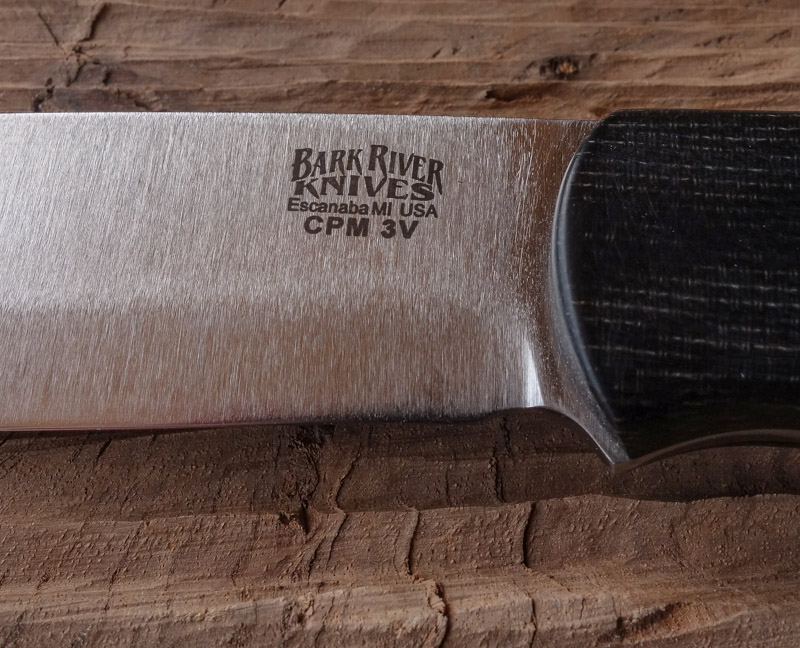 BARK RIVER
KNIVES
Escanaba MI USA
CPM 3V